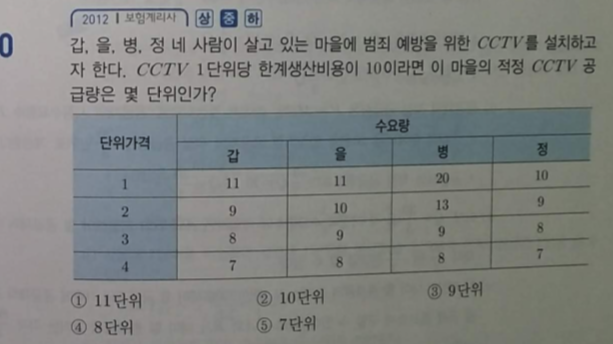 0
2012 | 보험계리사 상 중 하
갑, 을, 병, 정 네 사람이 살고 있는 마을에 범죄 예방을 위한 CCTV를 설치하고
자 한다. CCTV 1단위당 한계생산비용이 10이라면 이 마을의 적정 CCTV 공
급량은 몇 단위인가?
단위가격 수요량
갑 을 병 정
1 11 11 20 10
2 9 10 13 9
3 8 9 9 8
4 7 8 8 7
① 11단위 ② 10단위 ③ 9단위
④ 8단위 ⑤ 7단위